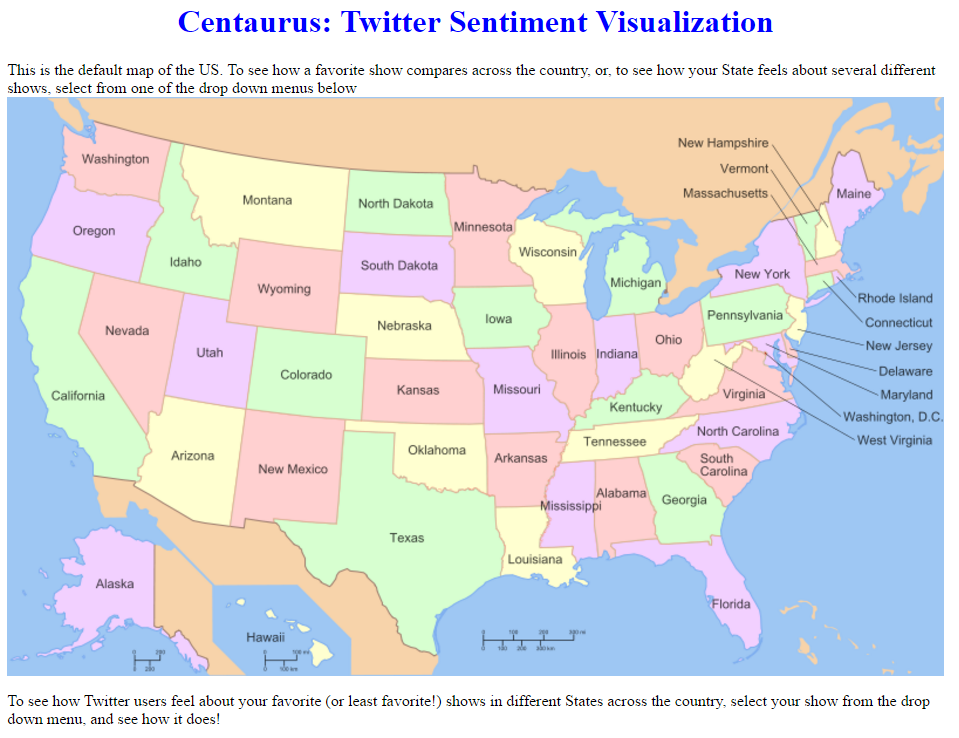 Centaurus: Twitter Sentiment Visualization
This is the default map of the US. To see how a favorite show compares across the country, or, to see how your State feels about several different
shows, select from one of the drop down menus below
New Hampshire
Vermont
Massachusetts
Washington
Montana
North Dakota
Minnesota
Maine
Oregon
Idaho
Wisconsin
South Dakota
Michigan
New York
Wyoming
Rhode Island
Nebraska
Iowa
Pennsylvania
Connecticut
Nevada
Utah
Illinois
Indiana
Ohio
New Jersey
Colorado
Delaware
California
Kansas
Missouri
Virginia
Maryland
Kentucky
Washington, D.C.
North Carolina
West Virginia
Tennessee
Arizona
Oklahoma
Arkansas
South
Carolina
New Mexico
Mississippi
Alabama
Georgia
Texas
Louisiana
Alaska
Florida
Hawaii
To see how Twitter users feel about your favorite (or least favorite!) shows in different States across the country, select your show from the drop
down menu, and see how it does!